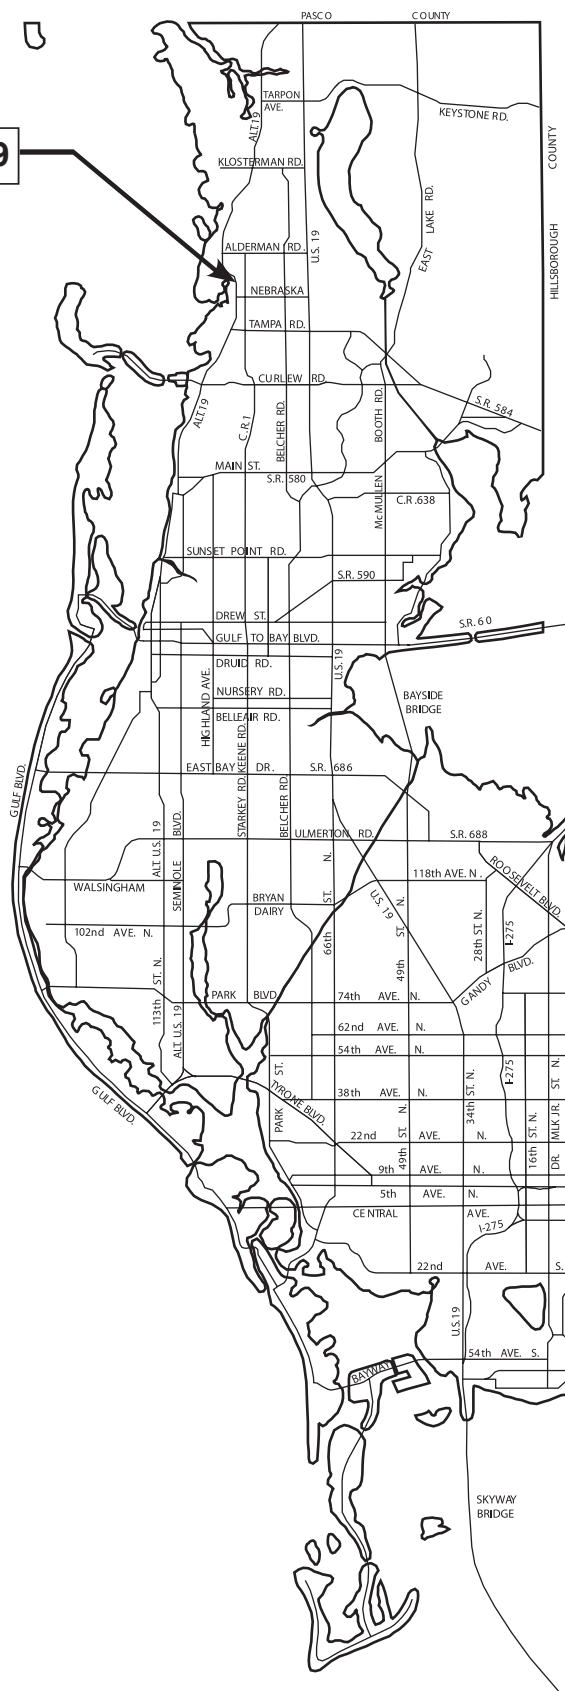 PASCO COUNTY
TARPON
AVE.
KEYSTONE RD.
ALT.19
COUNTY
9
KLOSTERMAN RD.
EAST LAKE RD.
HILLSBOROUGH
U.S. 19
ALDERMAN RD.
NEBRASKA
TAMPA RD.
CURLEW RD
ALT.19
C.R.1
BELCHER RD.
BOOTH RD.
S.R. 584
MAIN ST.
S.R. 580
McMULLEN
C.R.638
SUNSET POINT RD.
S.R. 590
DREW ST.
S.R. 60
GULF TO BAY BLVD.
U.S. 19
DRUID RD.
HIGHLAND AVE.
NURSERY RD.
BAYSIDE
BRIDGE
BELLEAIR RD.
KEENE RD.
EAST BAY DR. S.R. 686
GULF BLVD.
STARKEY RD.
BELCHER RD.
ALT U.S. 19
SEMINOLE BLVD.
ULMERTON RD. S.R. 688
WALSINGHAM
118th AVE. N.
ROOSEVELT BLVD.
U.S. 19
BRYAN
DAIRY
66th ST. N.
49th ST. N.
28th ST. N.
I-275
102nd AVE. N.
GANDY BLVD.
113th ST. N.
ALT U.S. 19
PARK BLVD.
74th AVE. N.
62nd AVE. N.
54th AVE. N.
I-275
GULF BLVD.
TYRONE BLVD.
PARK ST.
38th AVE. N.
34th ST. N.
49th ST. N.
16th ST. N.
DR. MLK JR. ST. N.
22nd AVE. N.
9th AVE. N.
5th AVE. N.
CENTRAL AVE.
I-275
22nd AVE. S.
U.S.19
54th AVE. S.
BAYWAY
SKYWAY
BRIDGE